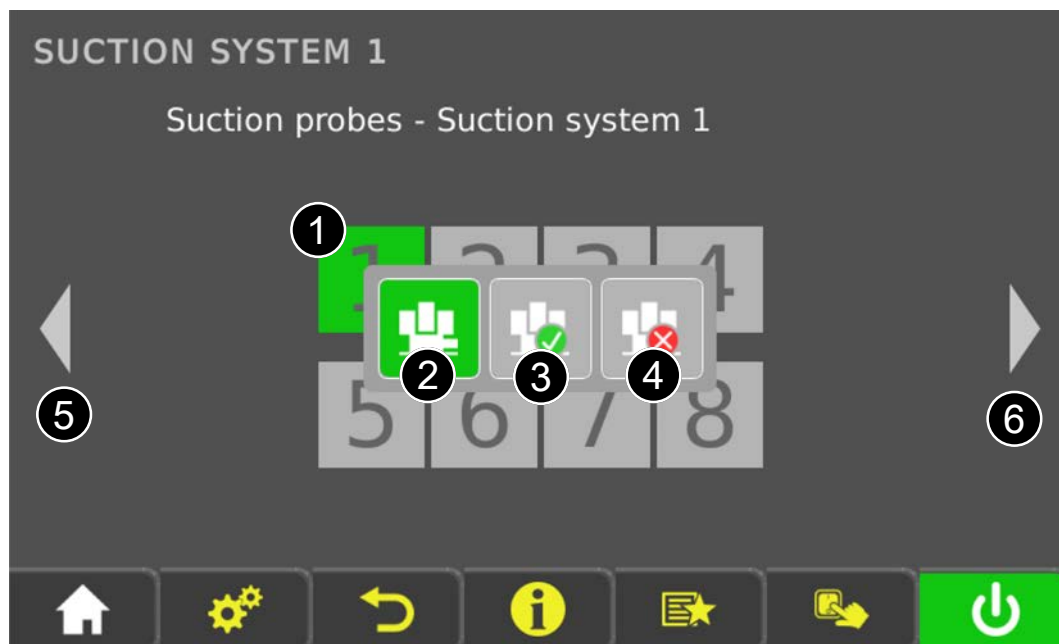 SUCTION SYSTEM 1
Suction probes - Suction system 1
1
1 2 3 4
2 3 4
5 6 7 8
5 6
i